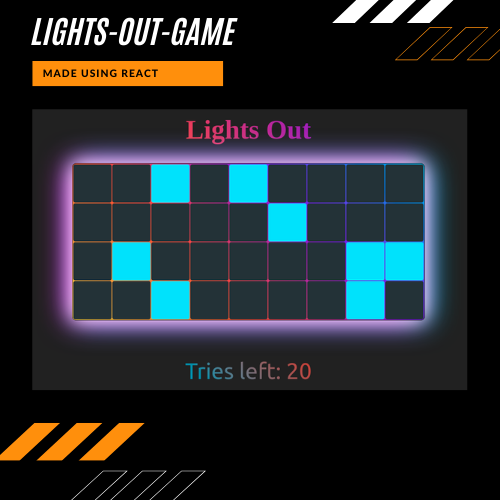 LIGHTS-OUT-GAME
MADE USING REACT
Lights Out
Tries left: 20